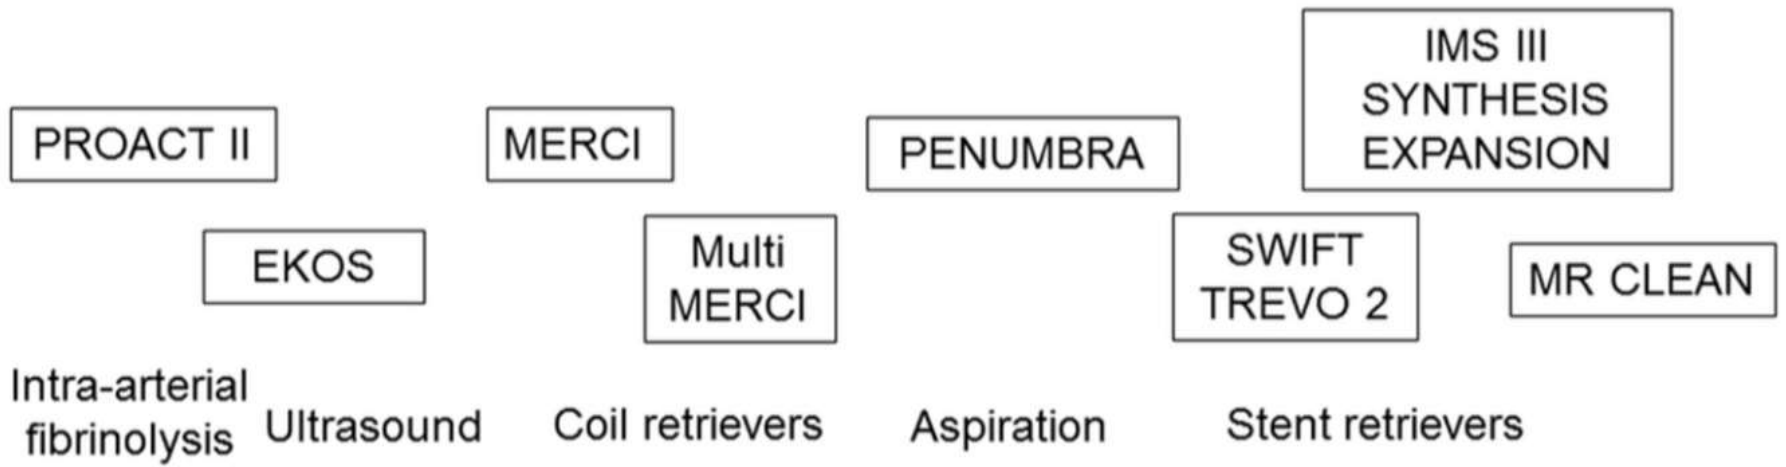 PROACT II
EKOS
MERCI
Multi
MERCI
PENUMBRA
IMS III
SYNTHESIS
EXPANSION
SWIFT
TREVO 2
MR CLEAN
Intra-arterial
fibrinolysis
Ultrasound
Coil retrievers
Aspiration
Stent retrievers